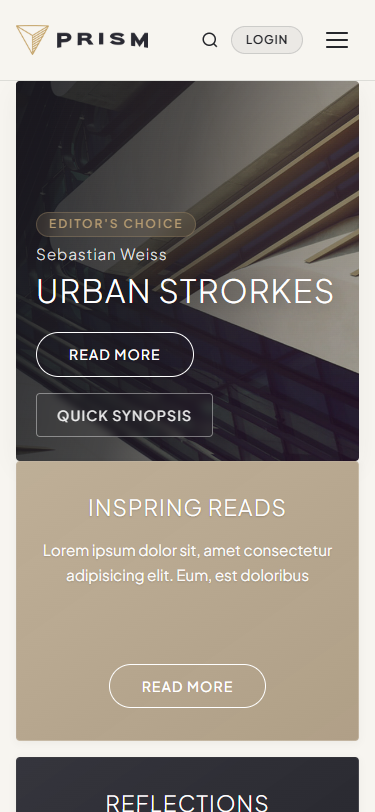 PRISM
LOGIN
EDITOR'S CHOICE
Sebastian Weiss
URBAN STRORKES
READ MORE
QUICK SYNOPSIS
INSPRING READS
Lorem ipsum dolor sit, amet consectetur
adipisicing elit. Eum, est doloribus
READ MORE
REFLECTIONS